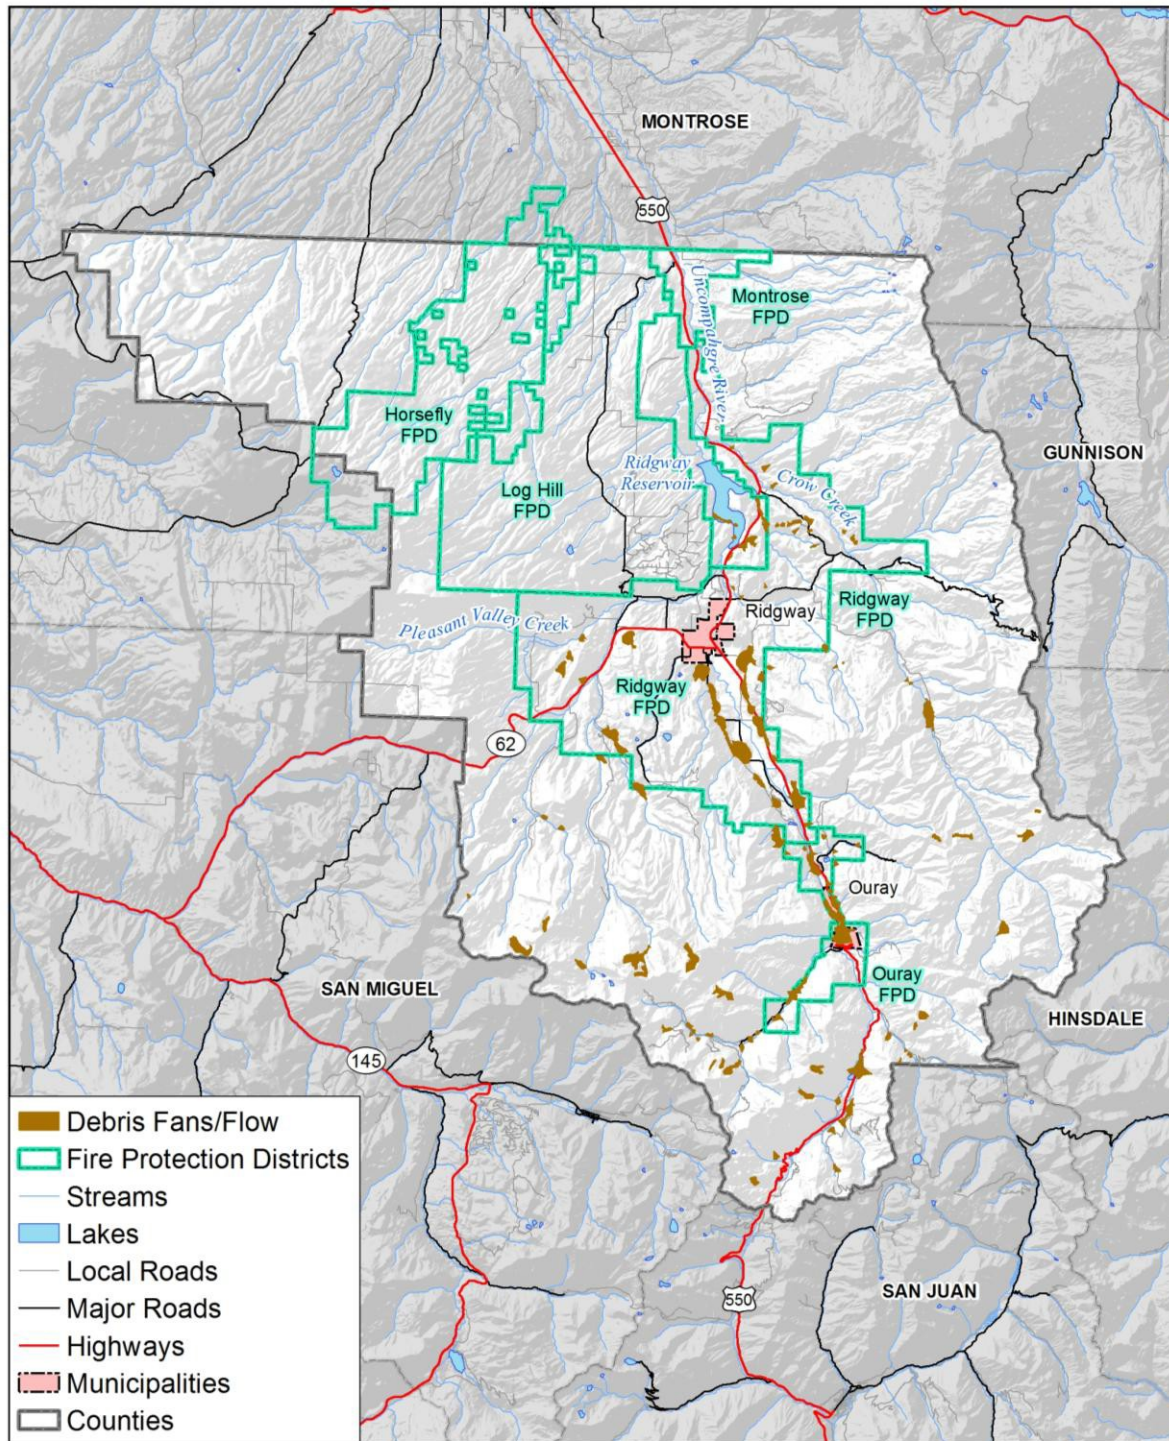 MONTROSE
550
Uncompahgre River
Montrose
FPD
Horsefly
FPD
GUNNISON
Ridgway
Reservoir
Crow Creek
Log Hill
FPD
Ridgway
FPD
Ridgway
Pleasant Valley Creek
Ridgway
FPD
62
Ouray
Ouray
FPD
SAN MIGUEL
HINSDALE
145
SAN JUAN
550
Debris Fans/Flow
Fire Protection Districts
Streams
Lakes
Local Roads
Major Roads
Highways
Municipalities
Counties